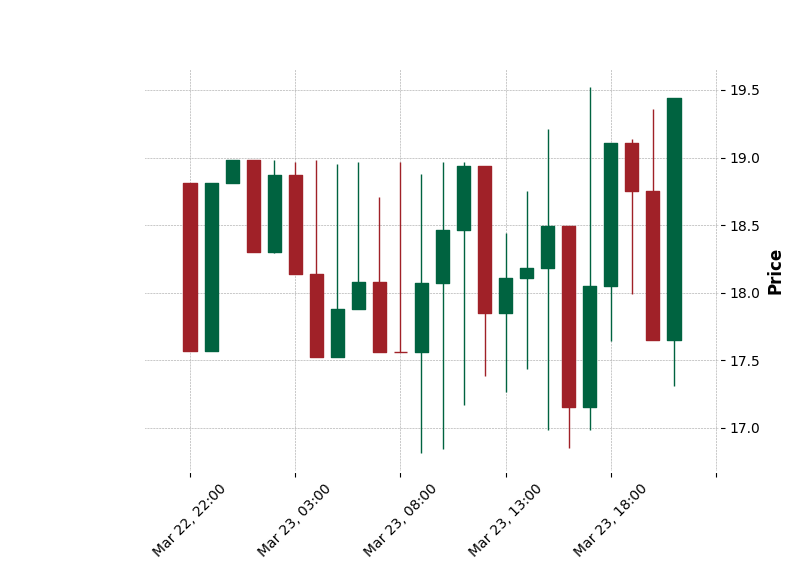 19.5
19.0
18.5
18.0
17.5
17.0
Price
Mar 22, 22:00
Mar 23, 03:00
Mar 23, 08:00
Mar 23, 13:00
Mar 23, 18:00